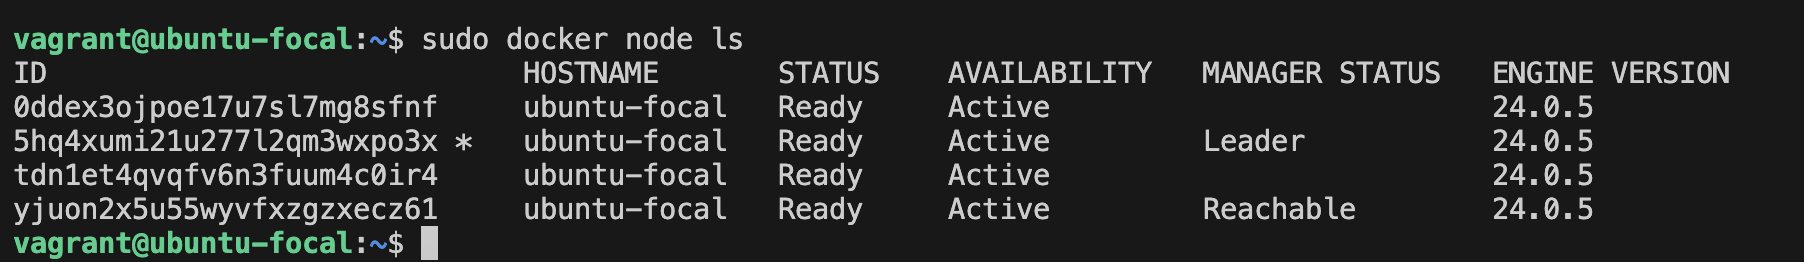 vagrant@ubuntu-focal:~$ sudo docker node ls
ID HOSTNAME STATUS AVAILABILITY MANAGER STATUS ENGINE VERSION
0ddex3ojpoe17u7sl7mg8sfnf ubuntu-focal Ready Active 24.0.5
5hq4xumi21u277l2qm3wxpo3x * ubuntu-focal Ready Active Leader 24.0.5
tdn1et4qvqfv6n3fuum4c0ir4 ubuntu-focal Ready Active 24.0.5
yjuon2x5u55wyvfxzgzxecz61 ubuntu-focal Ready Active Reachable 24.0.5
vagrant@ubuntu-focal:~$